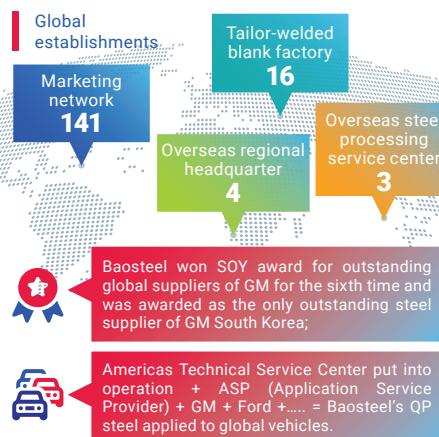 Global
establishments
Marketing
network
141
Tailor-welded
blank factory
16
Overseas regional
headquarter
4
Overseas steel
processing
service center
3
Baosteel won SOY award for outstanding
global suppliers of GM for the sixth time and
was awarded as the only outstanding steel
supplier of GM South Korea;
Americas Technical Service Center put into
operation + ASP (Application Service
Provider) + GM + Ford +..... = Baosteel's QP
steel applied to global vehicles.